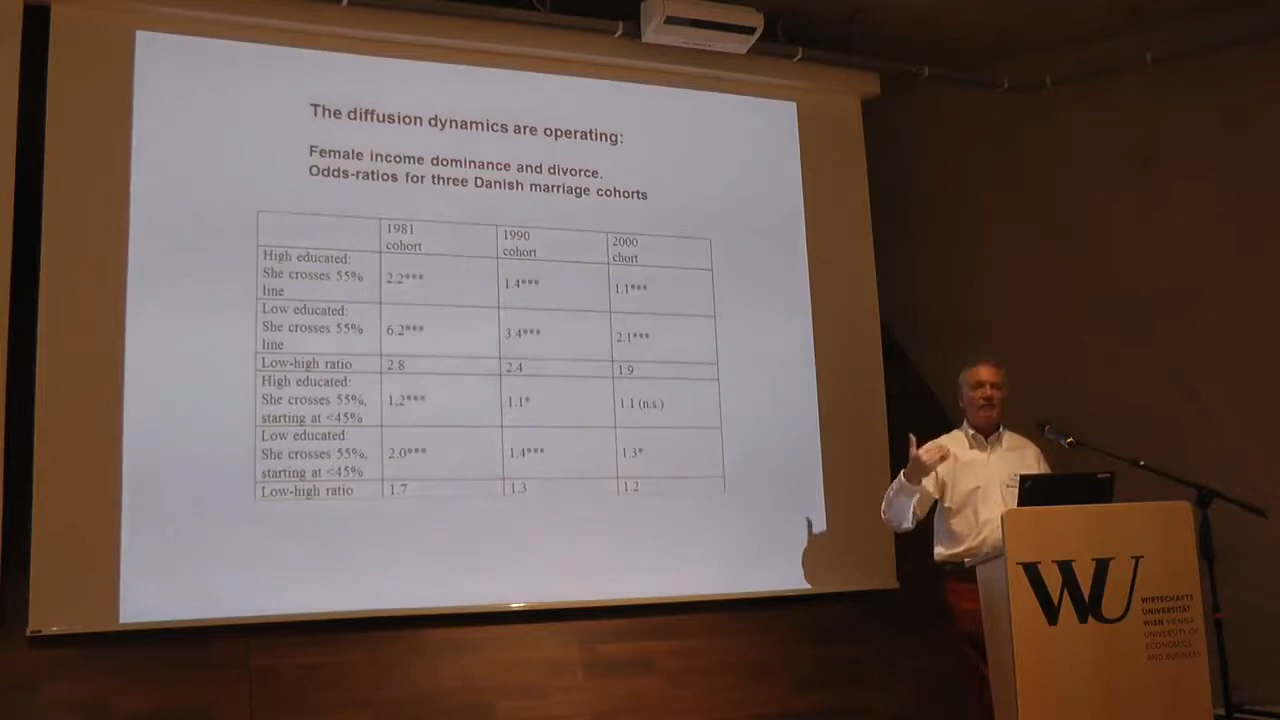 The diffusion dynamics are operating:
Female income dominance and divorce.
Odds-ratios for three Danish marriage cohorts
1981
cohort
1990
cohort
2000
chort
High educated:
She crosses 55%
line
2.2***
1.4***
1.1***
Low educated:
She crosses 55%
line
6.2***
3.4***
2.1***
Low-high ratio
2.8
2.4
1.9
High educated:
She crosses 55%,
starting at <45%
1.2***
1.1*
1.1 (n.s.)
Low educated:
She crosses 55%,
starting at <45%
2.0***
1.4***
1.3*
Low-high ratio
1.7
1.3
1.2
WU
WIRTSCHAFTS
UNIVERSITÄT
WIEN VIENNA
UNIVERSITY OF
ECONOMICS
AND BUSINESS